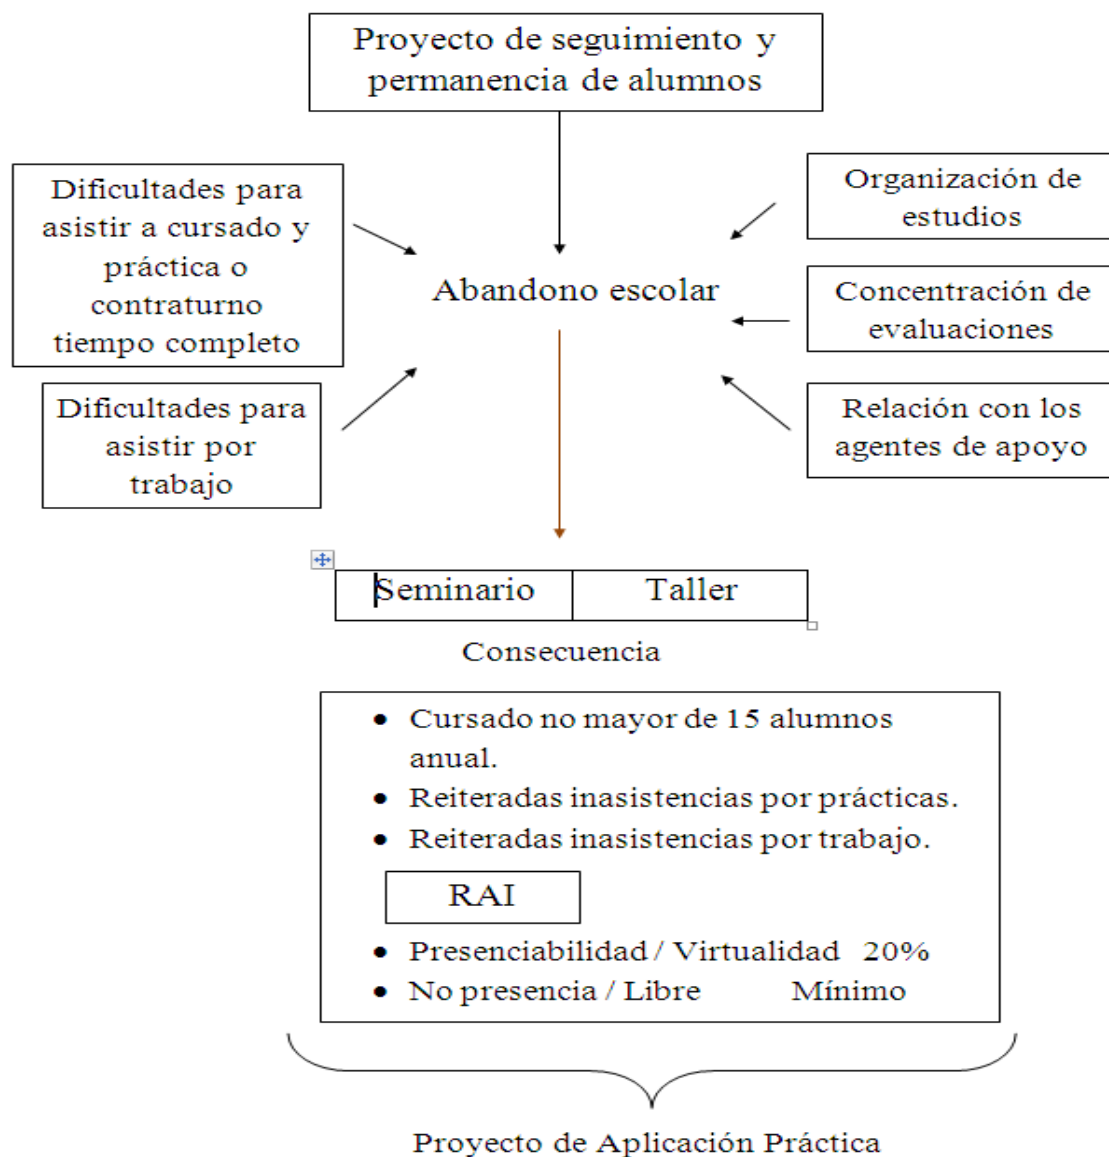 Proyecto de seguimiento y
permanencia de alumnos
Dificultades para
asistir a cursado y
práctica o
contraturno
tiempo completo
Dificultades para
asistir por
trabajo
Abandono escolar
Organización de
estudios
Concentración de
evaluaciones
Relación con los
agentes de apoyo
Seminario Taller
Consecuencia
• Cursado no mayor de 15 alumnos
anual.
• Reiteradas inasistencias por prácticas.
• Reiteradas inasistencias por trabajo.
RAI
• Presenciabilidad / Virtualidad 20%
• No presencia / Libre Mínimo
Proyecto de Aplicación Práctica